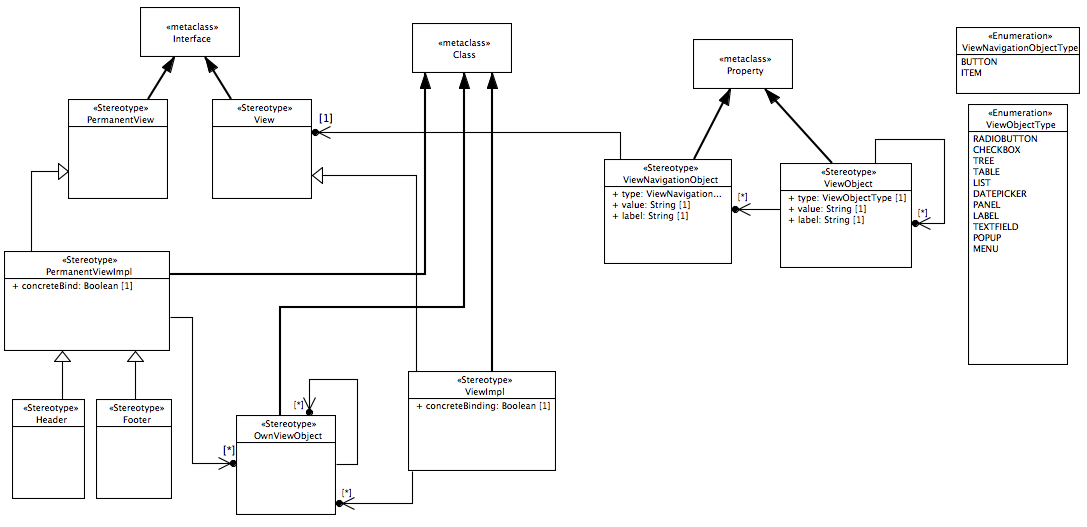 «metaclass»
Interface
«metaclass»
Class
«metaclass»
Property
«Enumeration»
ViewNavigationObjectType
BUTTON
ITEM
«Stereotype»
PermanentView
«Stereotype»
View
[1]
«Enumeration»
ViewObjectType
RADIOBUTTON
CHECKBOX
TREE
TABLE
LIST
DATEPICKER
PANEL
LABEL
TEXTFIELD
POPUP
MENU
«Stereotype»
ViewNavigationObject
+ type: ViewNavigation...
+ value: String [1]
+ label: String [1]
[*]
«Stereotype»
ViewObject
+ type: ViewObjectType [1]
+ value: String [1]
+ label: String [1]
[*]
«Stereotype»
PermanentViewImpl
+ concreteBind: Boolean [1]
«Stereotype»
Header
«Stereotype»
Footer
[*]
[*]
«Stereotype»
OwnViewObject
[*]
«Stereotype»
ViewImpl
+ concreteBinding: Boolean [1]